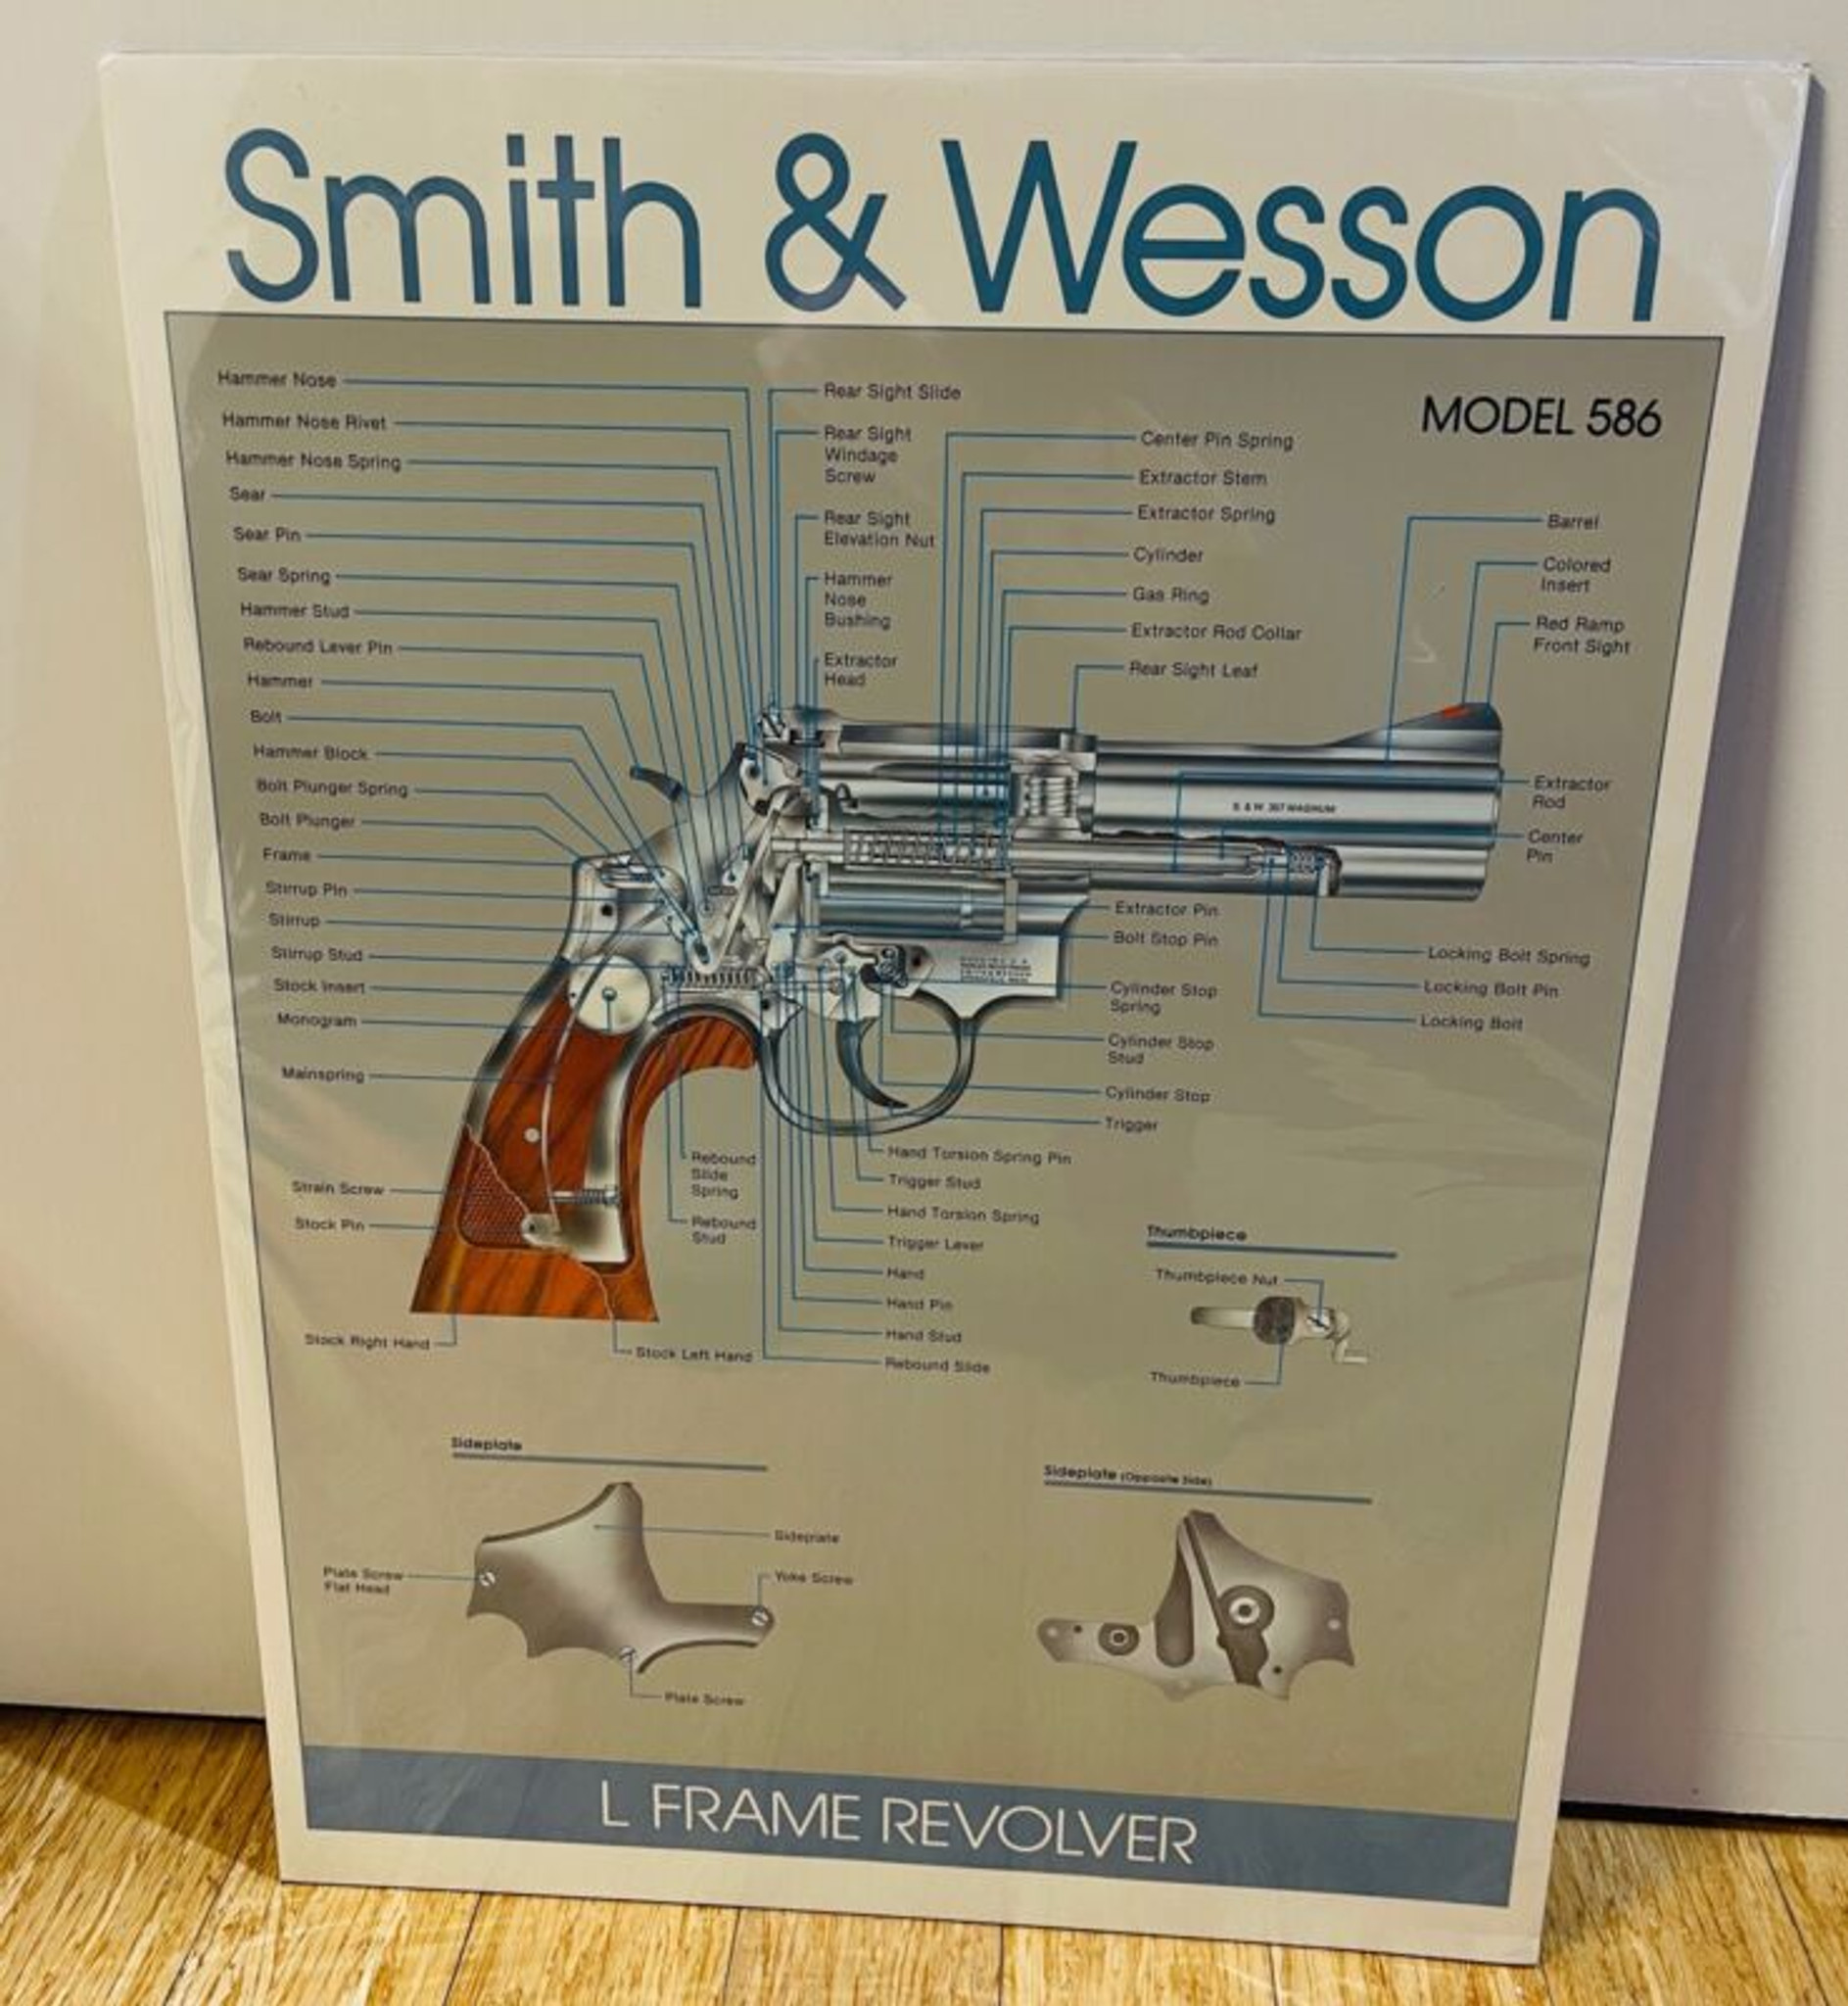 Smith & Wesson
MODEL 586
Hammer Nose
Hammer Nose Rivet
Hammer Nose Spring
Sear
Sear Pin
Sear Spring
Hammer Stud
Rebound Lever Pin
Hammer
Bolt
Hammer Block
Bolt Plunger Spring
Bolt Plunger
Frame
Stirrup Pin
Stirrup
Stirrup Stud
Stock Insert
Monogram
Mainspring
Strain Screw
Stock Pin
Stock Right Hand
Stock Left Hand
Rear Sight Slide
Rear Sight
Windage
Screw
Rear Sight
Elevation Nut
Hammer
Nose
Bushing
Extractor
Head
Center Pin Spring
Extractor Stem
Extractor Spring
Cylinder
Gas Ring
Extractor Rod Collar
Rear Sight Leaf
Barrel
Colored
Insert
Red Ramp
Front Sight
S & W 357 MAGNUM
Extractor
Rod
Center
Pin
Extractor Pin
Bolt Stop Pin
Cylinder Stop
Spring
Cylinder Stop
Stud
Cylinder Stop
Trigger
Locking Bolt Spring
Locking Bolt Pin
Locking Bolt
Rebound
Slide
Spring
Rebound
Stud
Hand Torsion Spring Pin
Trigger Stud
Hand Torsion Spring
Trigger Lever
Hand
Hand Pin
Hand Stud
Rebound Slide
Thumbpiece
Thumbpiece Nut
Thumbpiece
Sideplate
Sideplate
Plate Screw
Flat Head
Yoke Screw
Plate Screw
Sideplate (Opposite Side)
L FRAME REVOLVER